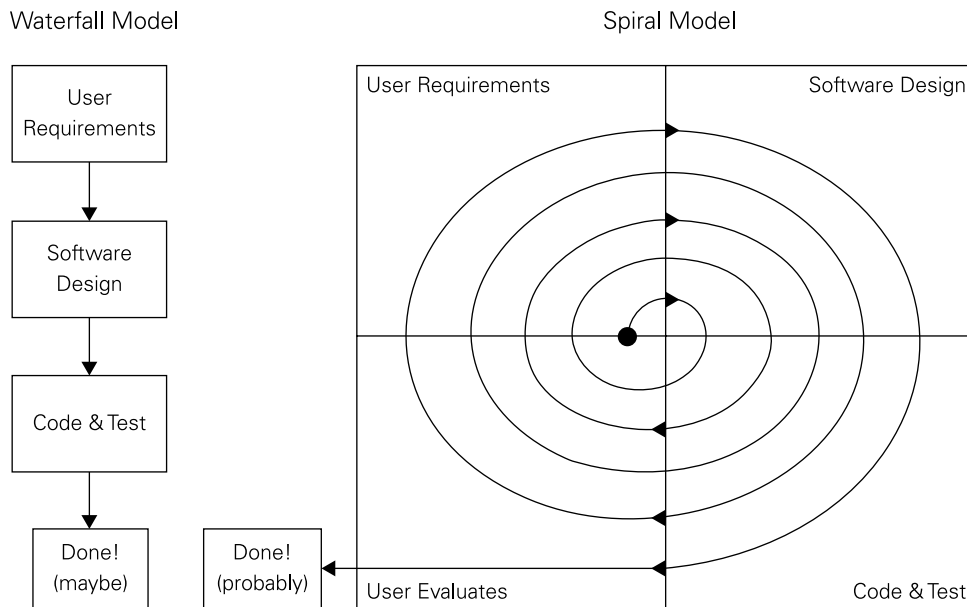 Waterfall Model
User
Requirements
Software
Design
Code & Test
Done!
(maybe)
Spiral Model
User Requirements
Software Design
Done!
(probably)
User Evaluates
Code & Test